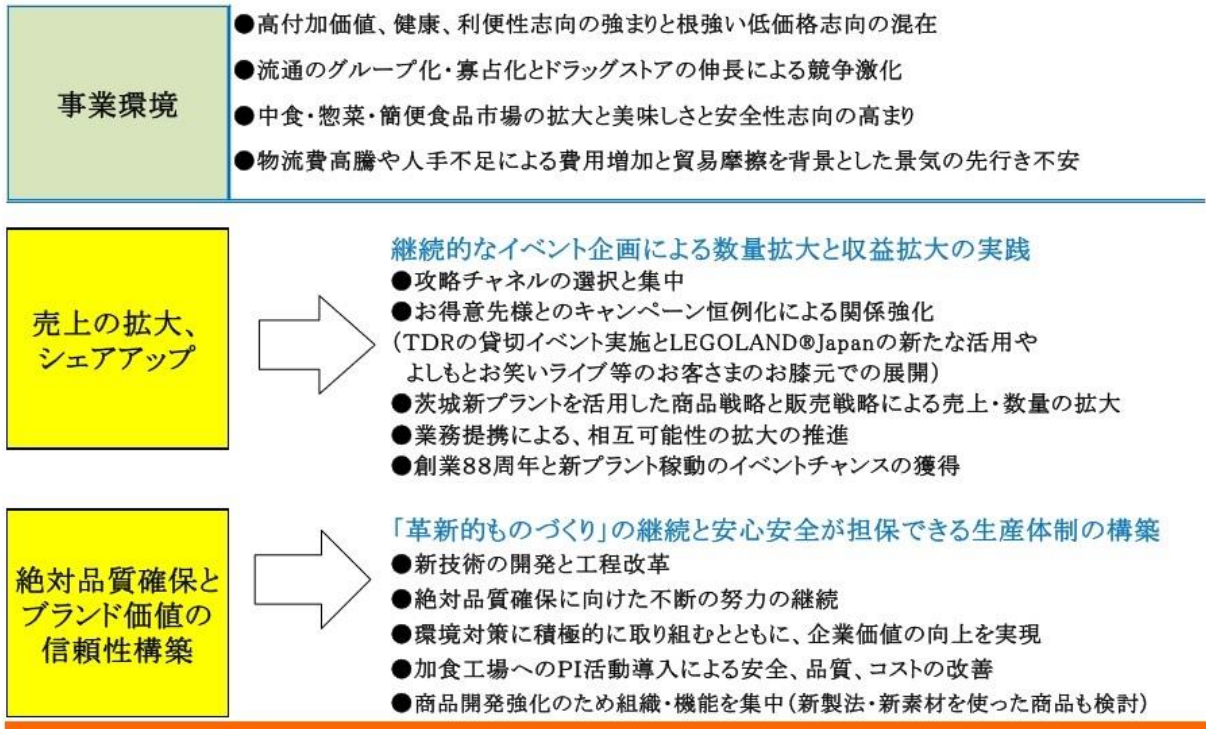 事業環境
●高付加価値、健康、利便性志向の強まりと根強い低価格志向の混在
●流通のグループ化・寡占化とドラッグストアの伸長による競争激化
●中食・惣菜・簡便食品市場の拡大と美味しさと安全性志向の高まり
●物流費高騰や人手不足による費用増加と貿易摩擦を背景とした景気の先行き不安
売上の拡大、
シェアアップ
継続的なイベント企画による数量拡大と収益拡大の実践
●攻略チャネルの選択と集中
●お得意先様とのキャンペーン恒例化による関係強化
（TDRの貸切イベント実施とLEGOLAND®Japanの新たな活用や
よしもとお笑いライブ等のお客さまのお膝元での展開）
●茨城新プラントを活用した商品戦略と販売戦略による売上・数量の拡大
●業務提携による、相互可能性の拡大の推進
●創業88周年と新プラント稼動のイベントチャンスの獲得
絶対品質確保と
ブランド価値の
信頼性構築
「革新的ものづくり」の継続と安心安全が担保できる生産体制の構築
●新技術の開発と工程改革
●絶対品質確保に向けた不断の努力の継続
●環境対策に積極的に取り組むとともに、企業価値の向上を実現
●加食工場へのPI活動導入による安全、品質、コストの改善
●商品開発強化のため組織・機能を集中（新製法・新素材を使った商品も検討）